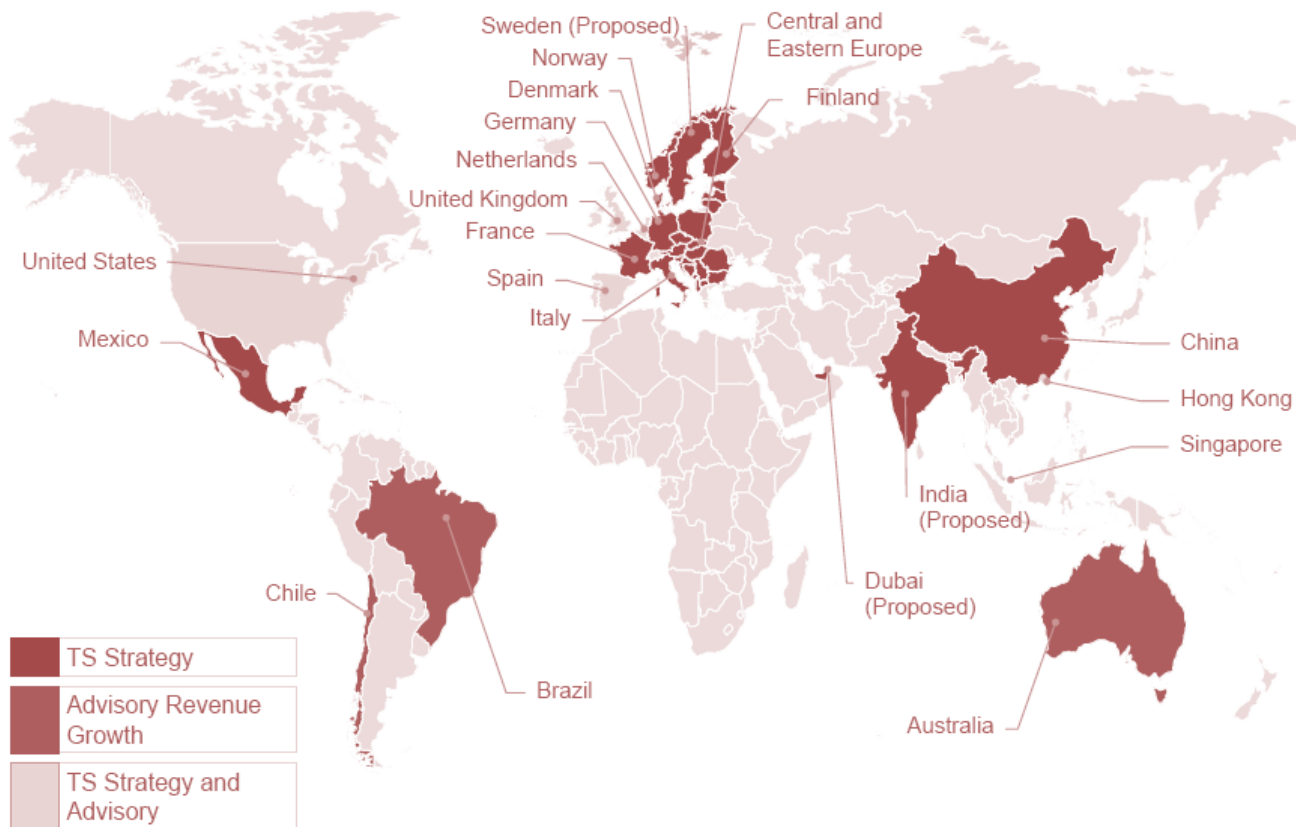 Sweden (Proposed)
Central and
Eastern Europe
Norway
Denmark
Finland
Germany
Netherlands
United Kingdom
France
United States
Spain
Italy
Mexico
China
Hong Kong
Singapore
India
(Proposed)
Dubai
(Proposed)
Chile
Brazil
Australia
TS Strategy
Advisory Revenue
Growth
TS Strategy and
Advisory